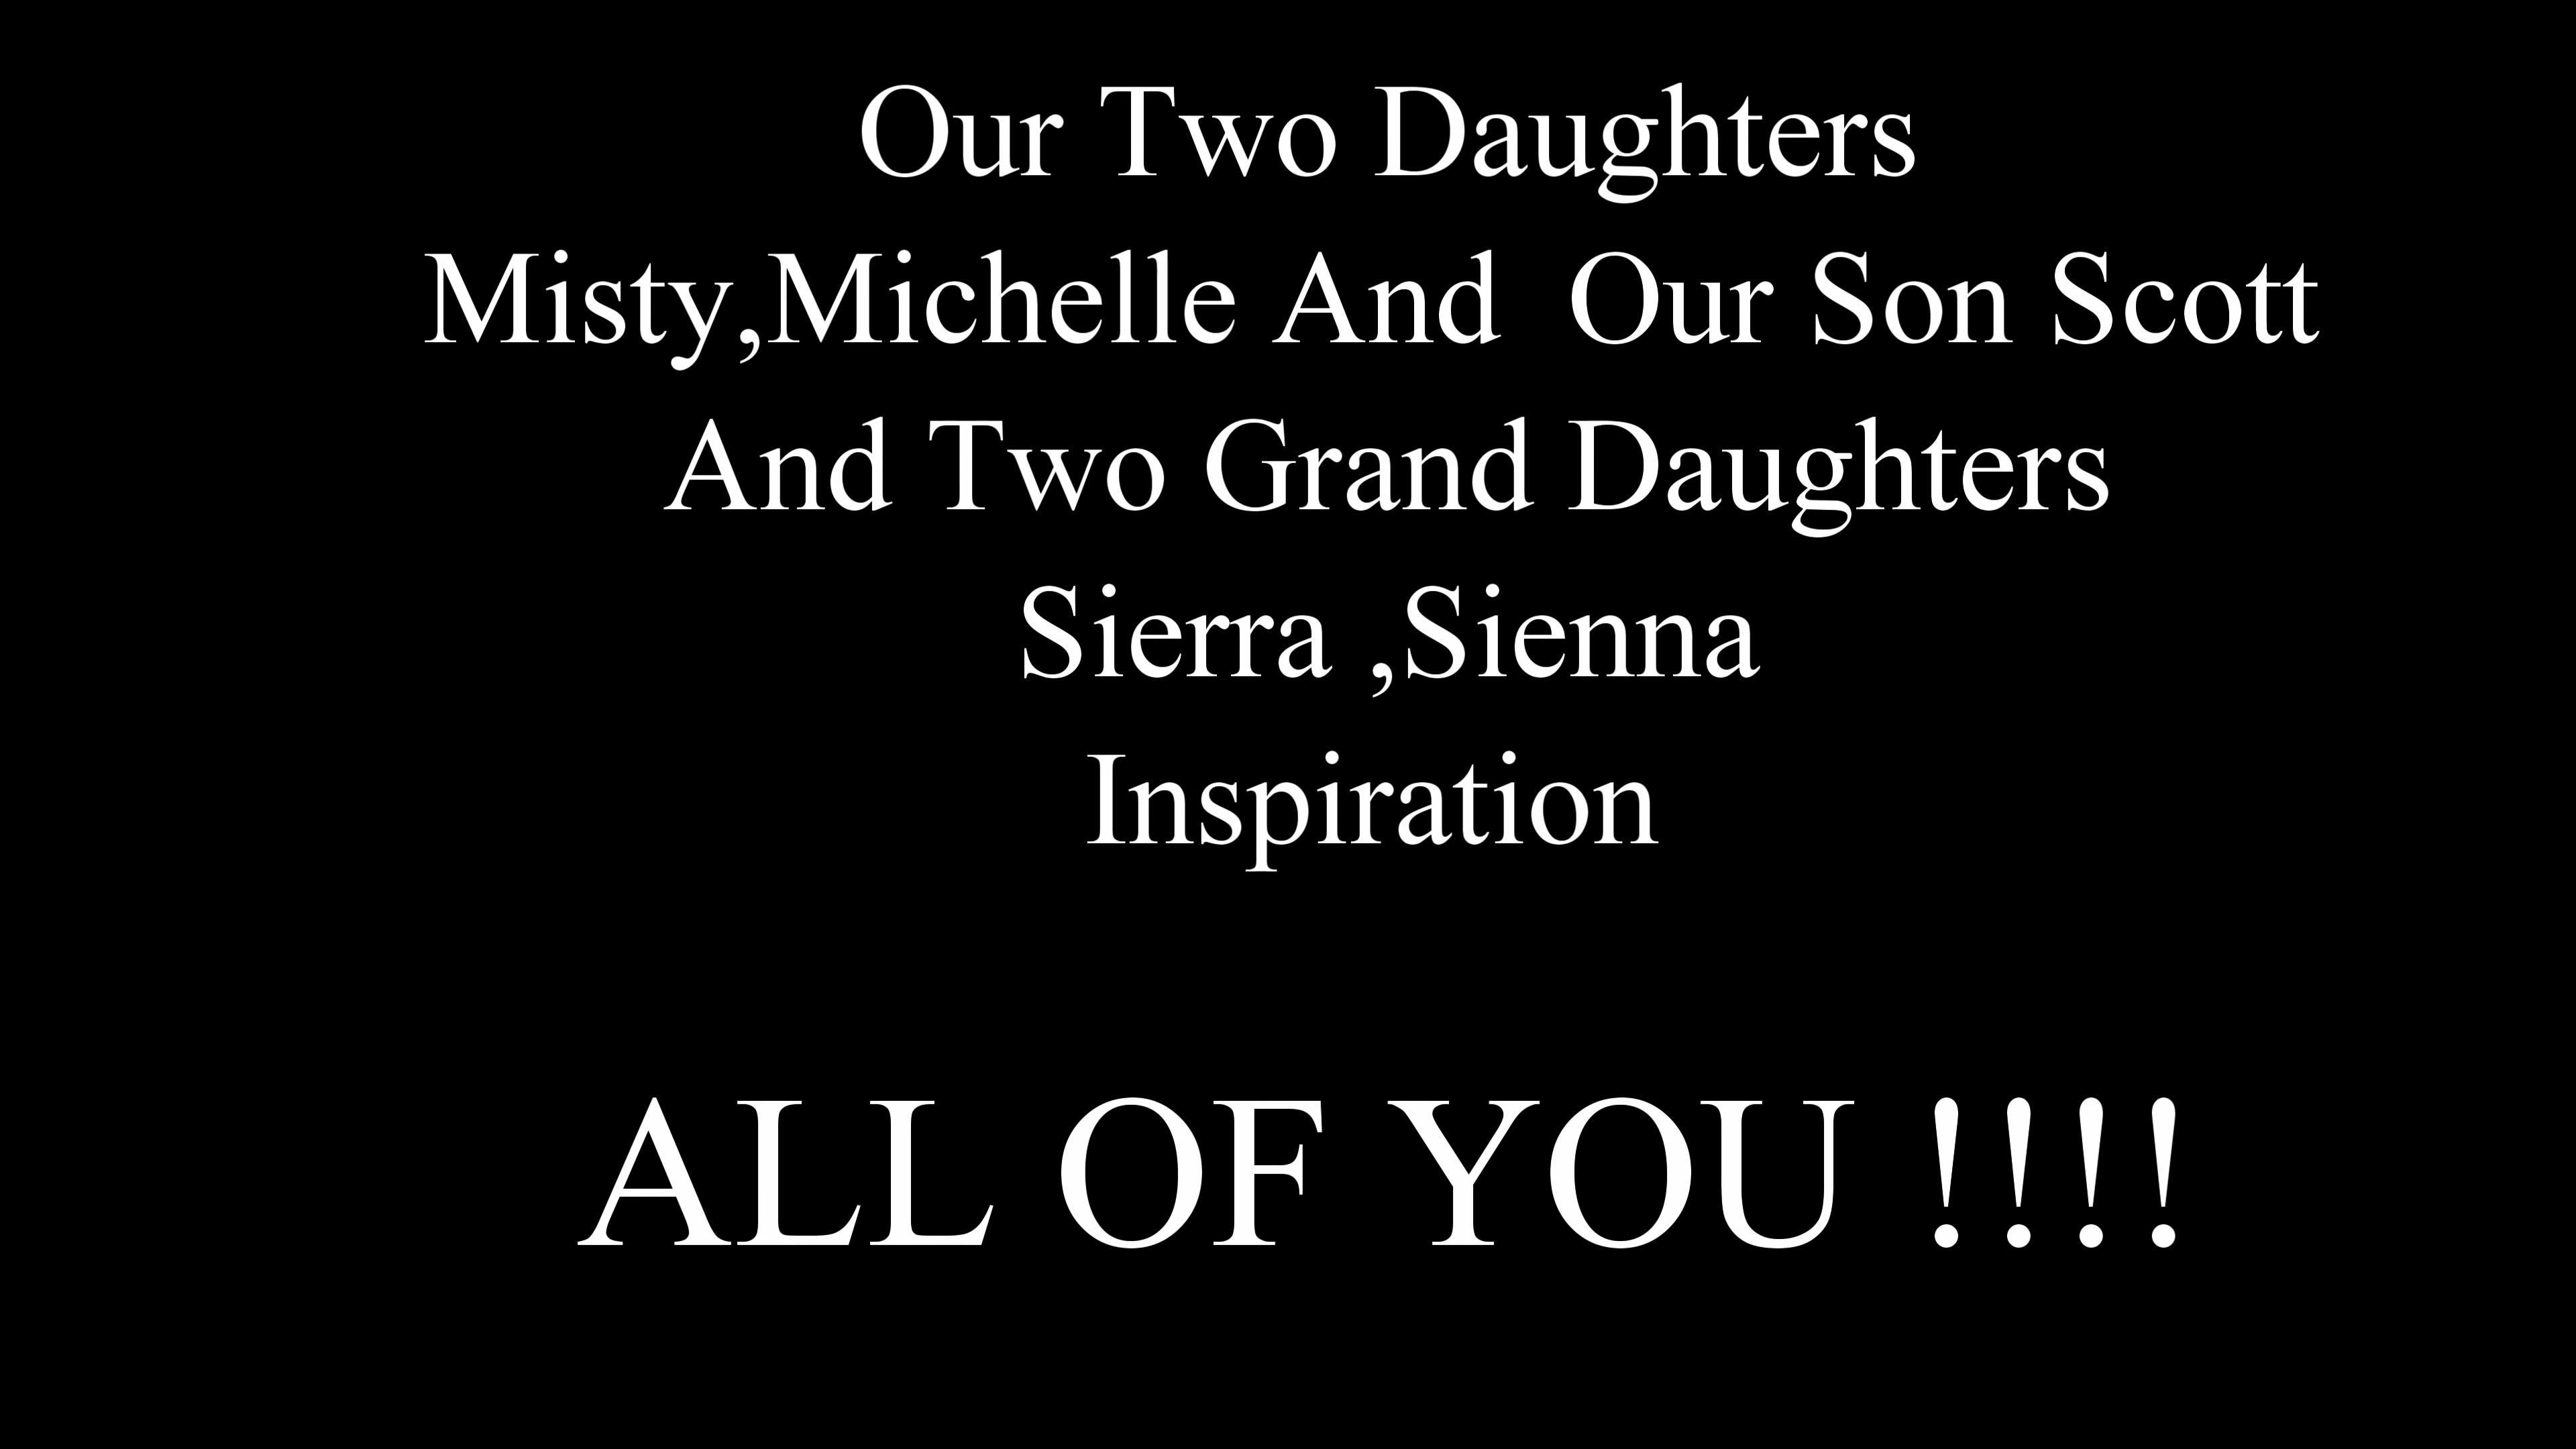 Our Two Daughters
Misty,Michelle And  Our Son Scott
And Two Grand Daughters
Sierra ,Sienna
Inspiration
ALL OF YOU !!!!